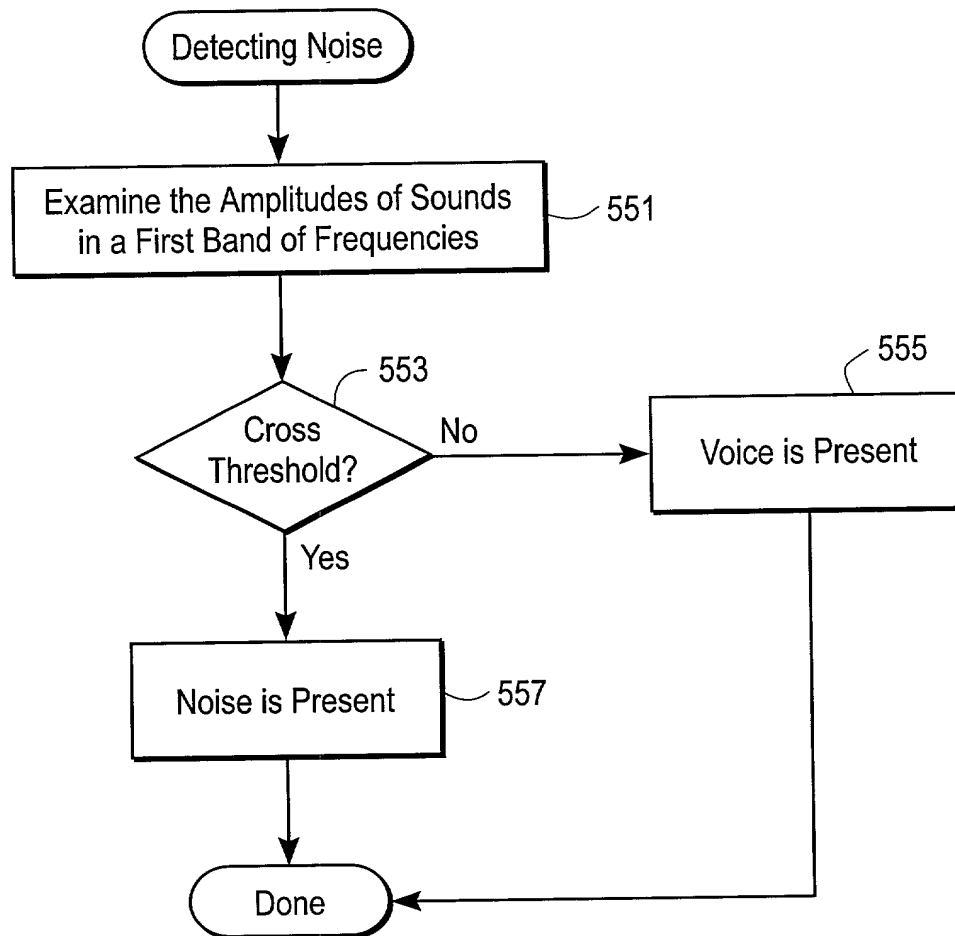 Detecting Noise
Examine the Amplitudes of Sounds
in a First Band of Frequencies
551
553
Cross
Threshold?
No
555
Voice is Present
Yes
Noise is Present
557
Done